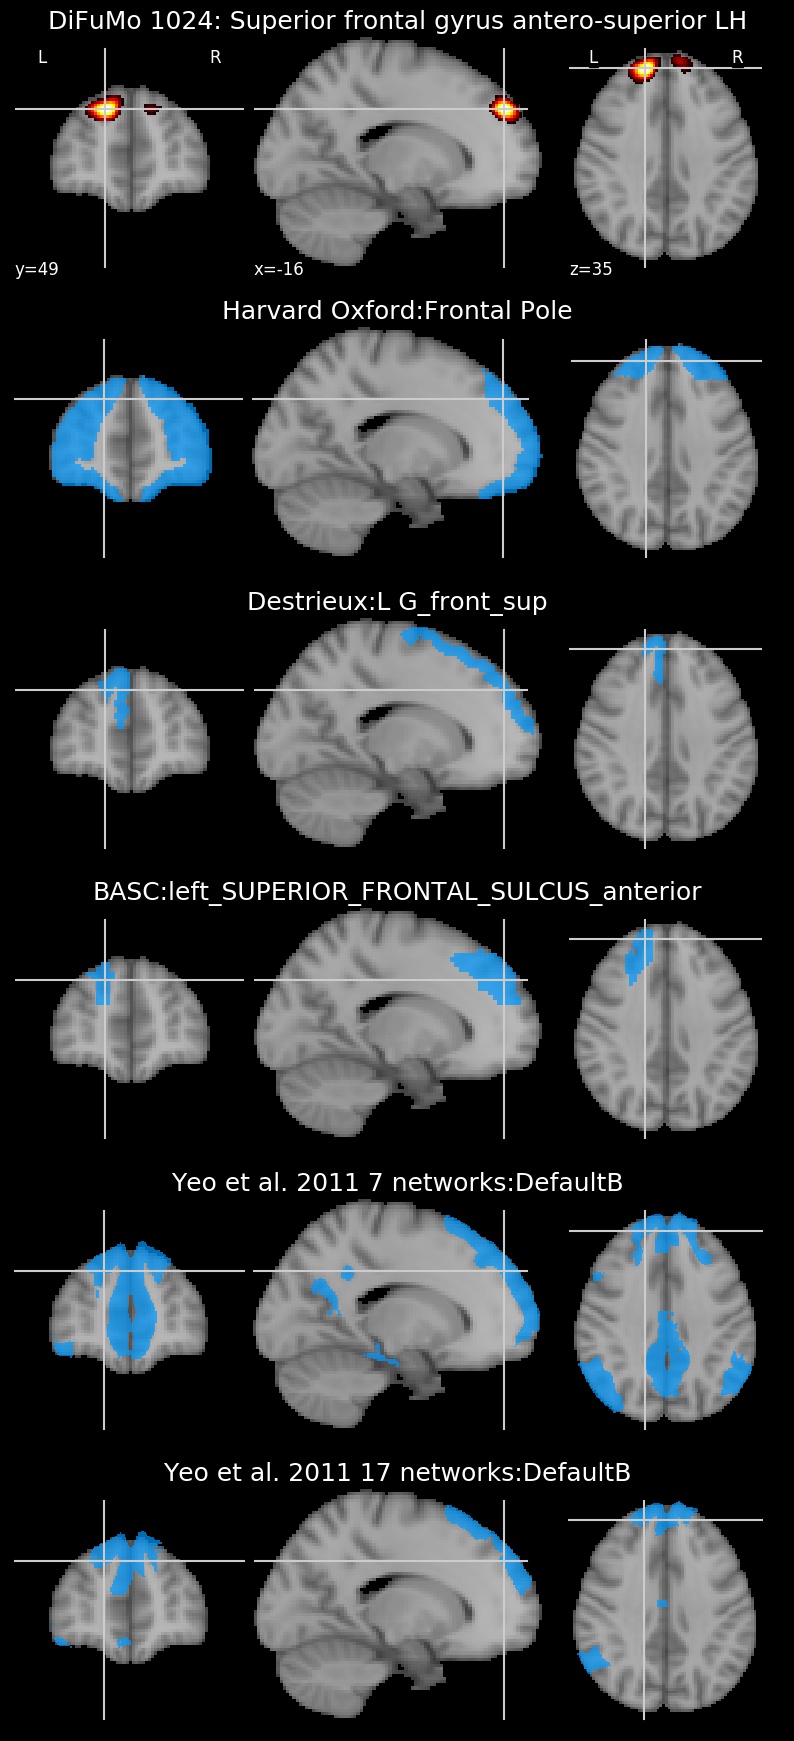 DiFuMo 1024: Superior frontal gyrus antero-superior LH
L R L R
y=49 x=-16 z=35
Harvard Oxford:Frontal Pole
Destrieux:L G_front_sup
BASC:left_SUPERIOR_FRONTAL_SULCUS_anterior
Yeo et al. 2011 7 networks:DefaultB
Yeo et al. 2011 17 networks:DefaultB